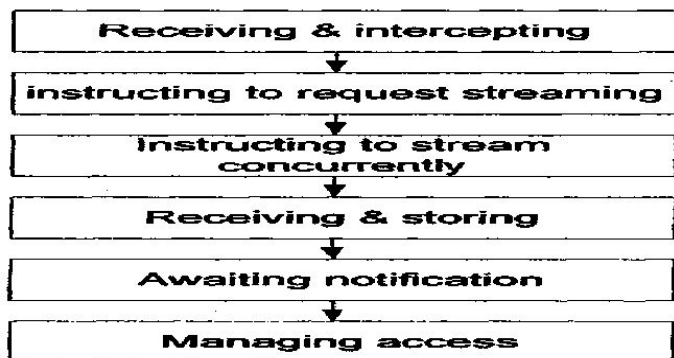 Receiving & intercepting
instructing to request streaming
Instructing to stream
concurrently
Receiving & storing
Awaiting notification
Managing access